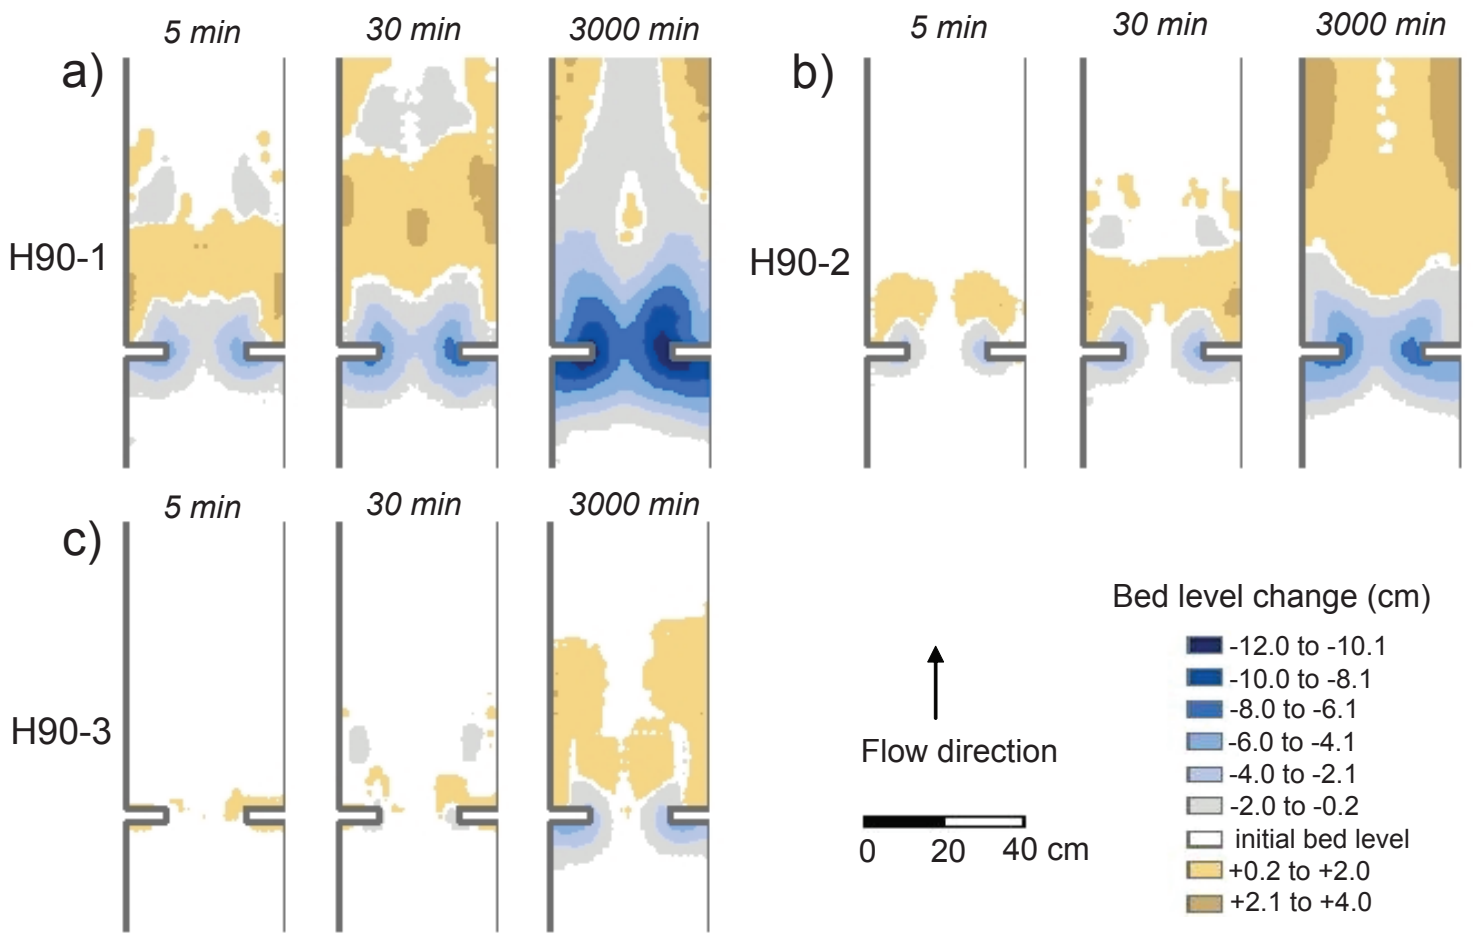 5 min
30 min
3000 min
5 min
30 min
3000 min
a)
b)
H90-1
H90-2
5 min
30 min
3000 min
c)
H90-3
Flow direction
0
20
40 cm
Bed level change (cm)
-12.0 to -10.1
-10.0 to -8.1
-8.0 to -6.1
-6.0 to -4.1
-4.0 to -2.1
-2.0 to -0.2
initial bed level
+0.2 to +2.0
+2.1 to +4.0